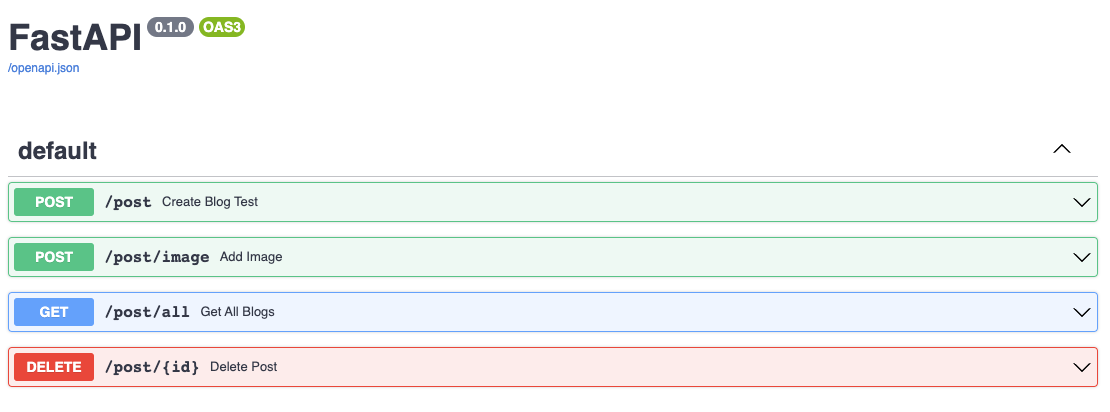 FastAPI 0.1.0 OAS3
/openapi.json
default
POST /post Create Blog Test
POST /post/image Add Image
GET /post/all Get All Blogs
DELETE /post/{id} Delete Post